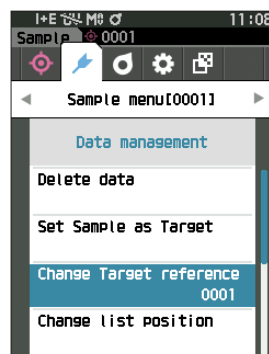 I+E M0 11:08
Sample 0001
Sample menu[0001]
Data management
Delete data
Set Sample as Target
Change Target reference
0001
Change list position